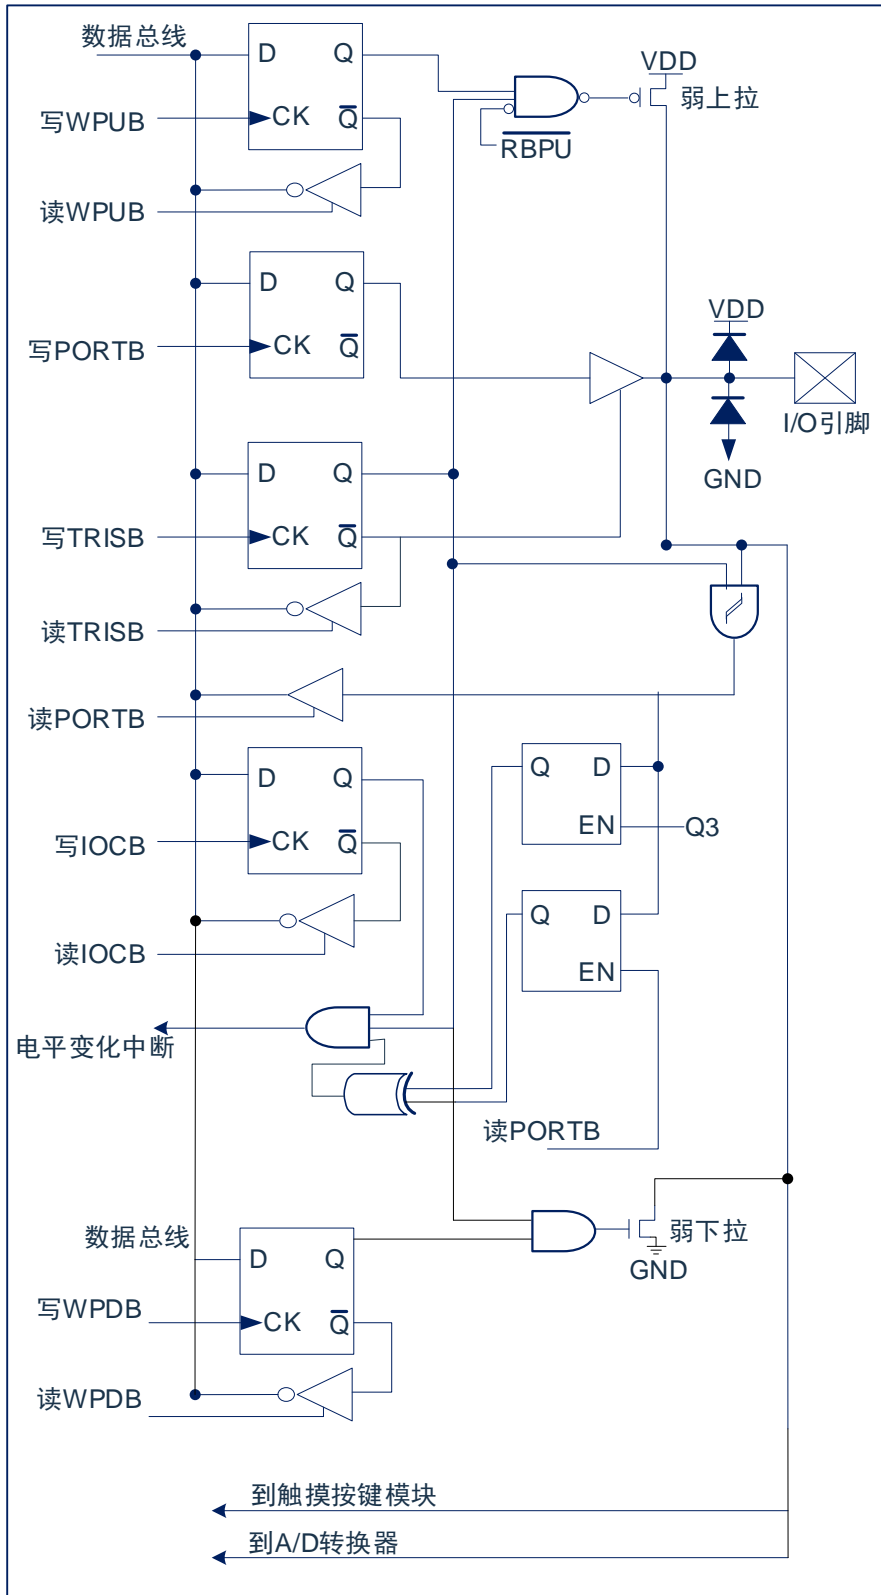 数据总线
D Q
写WPUB
CK Q̅
读WPUB
R̅B̅P̅U̅
VDD
弱上拉
D Q
写PORTB
CK Q̅
VDD
I/O引脚
GND
D Q
写TRISB
CK Q̅
读TRISB
读PORTB
D Q
写IOCB
CK Q̅
读IOCB
Q D
EN
Q3
Q D
EN
电平变化中断
读PORTB
数据总线
D Q
写WPDB
CK Q̅
读WPDB
弱下拉
GND
到触摸按键模块
到A/D转换器